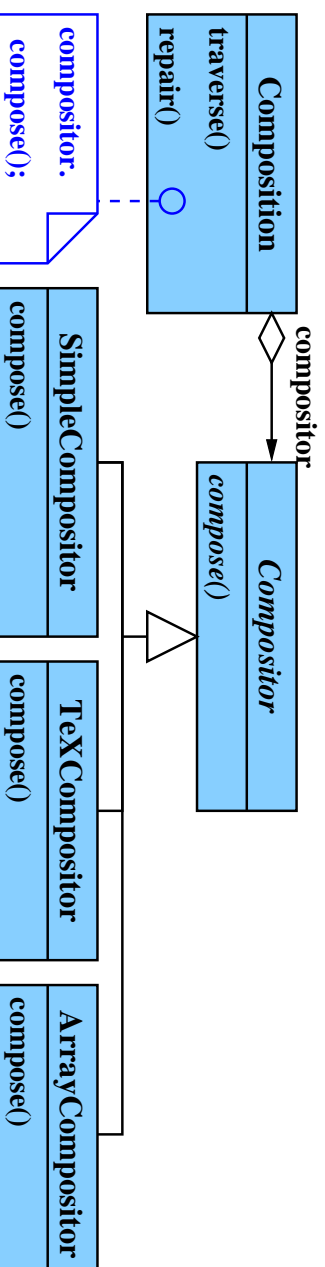 Composition
traverse()
repair()
compositor
Compositor
compose()
compositor.
compose();
SimpleCompositor
compose()
TeXCompositor
compose()
ArrayCompositor
compose()